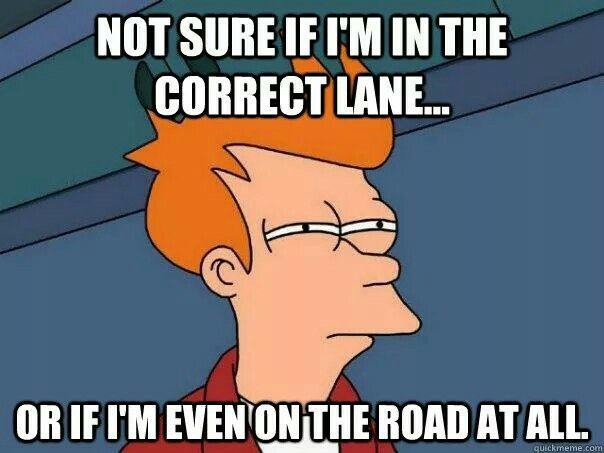 NOT SURE IF I'M IN THE
CORRECT LANE...
OR IF I'M EVEN ON THE ROAD AT ALL.
quickmeme.com